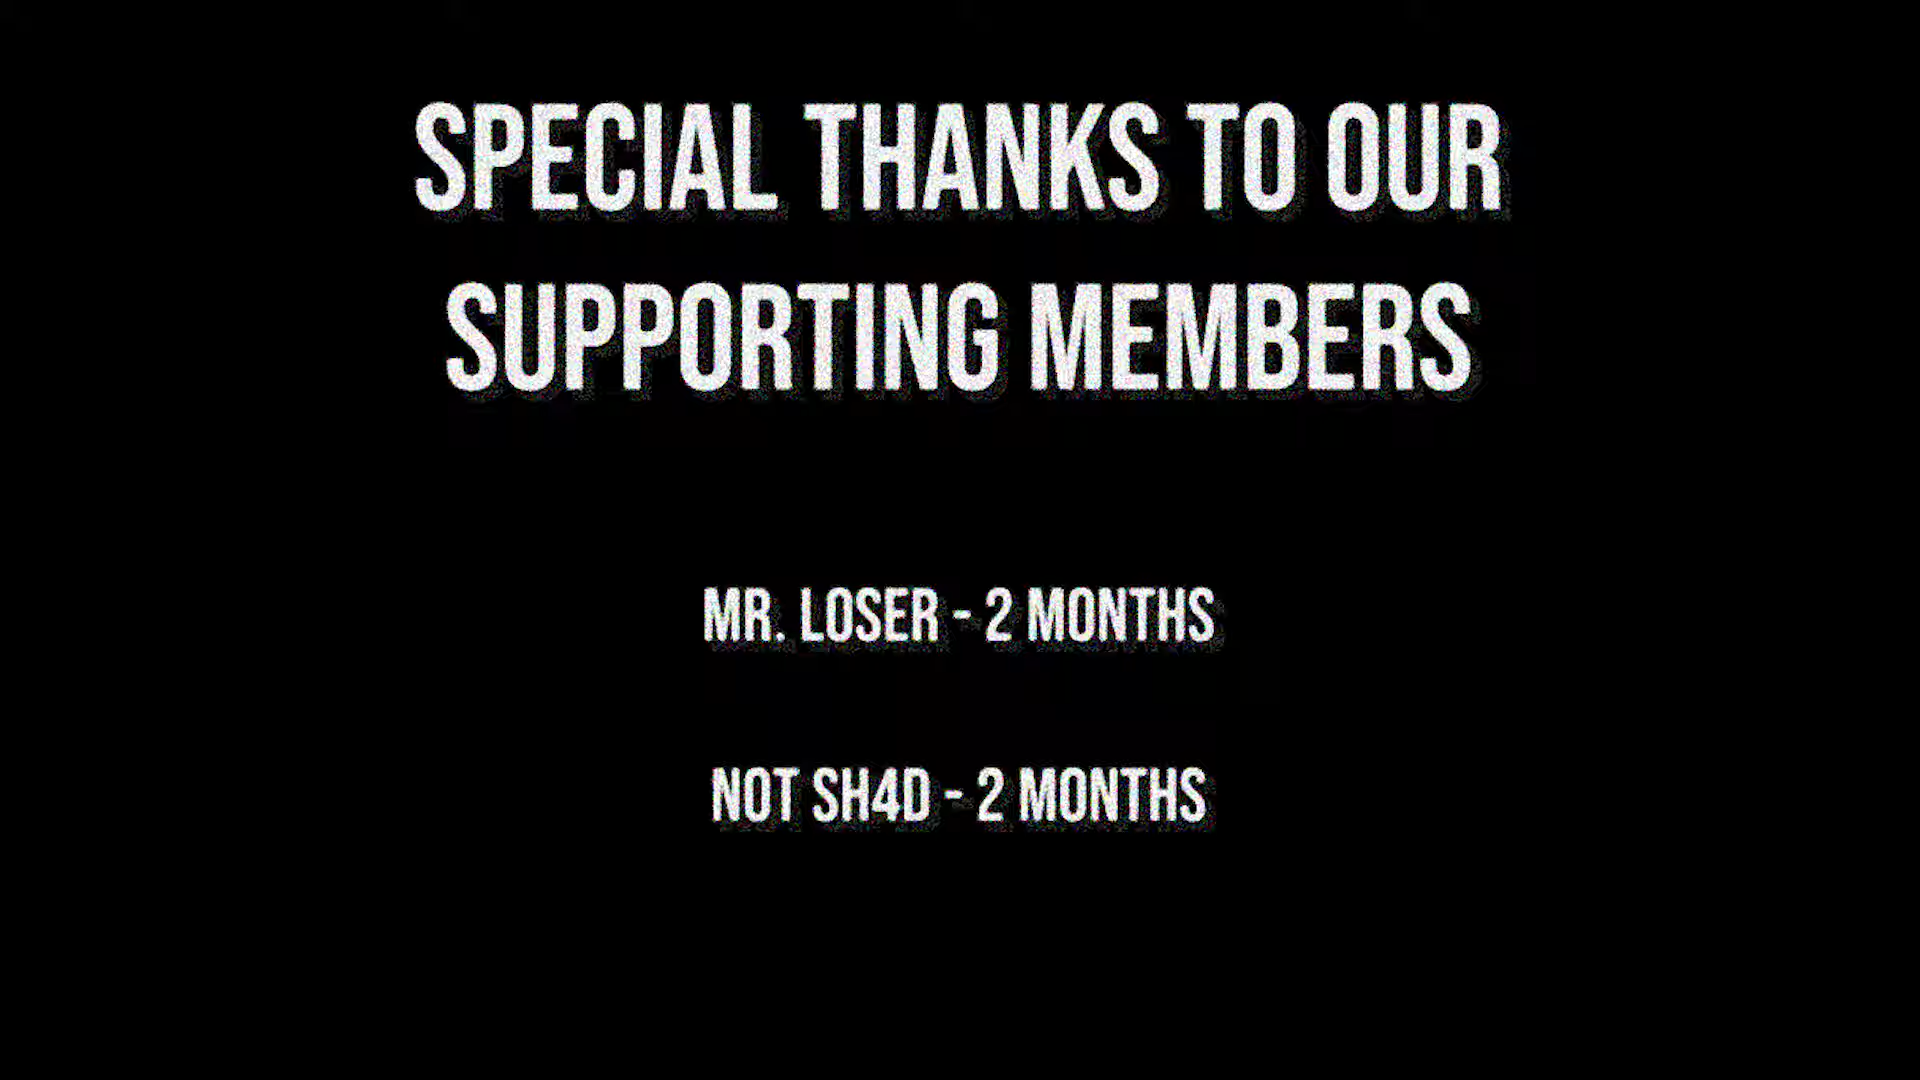 SPECIAL THANKS TO OUR
SUPPORTING MEMBERS
MR. LOSER - 2 MONTHS
NOT SH4D - 2 MONTHS